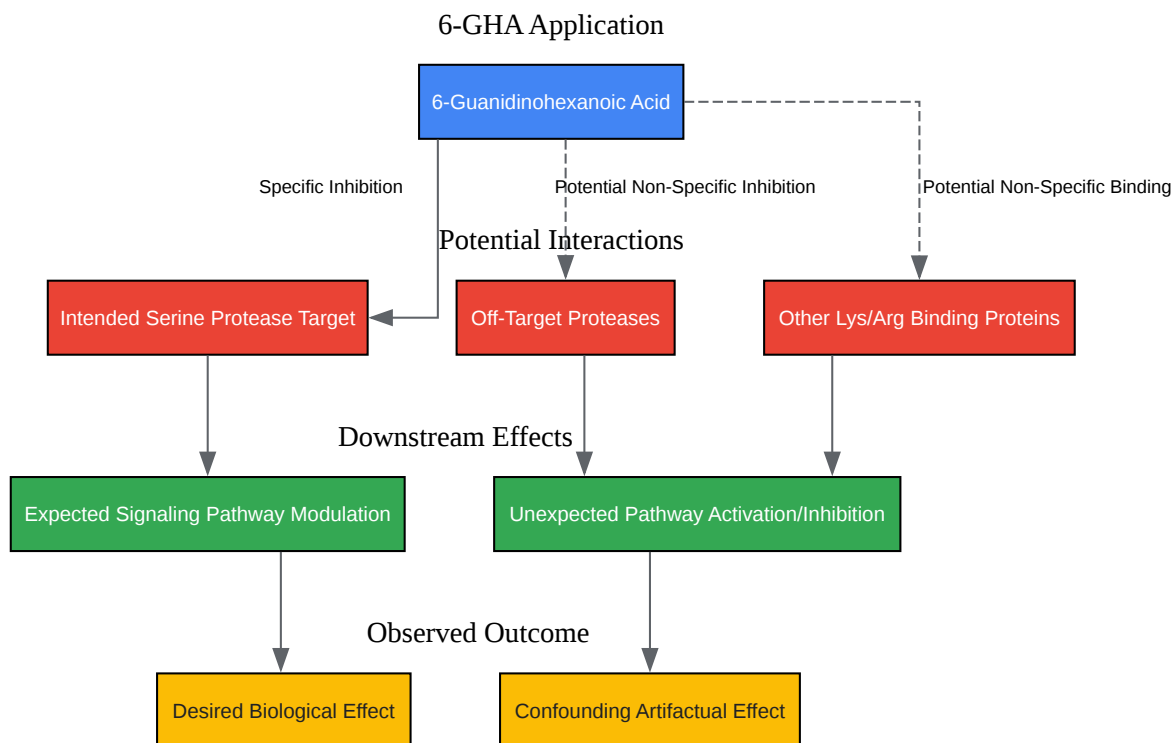 6-GHA Application
6-Guanidinohexanoic Acid
Specific Inhibition
Potential Non-Specific Inhibition
Potential Non-Specific Binding
Potential Interactions
Intended Serine Protease Target
Off-Target Proteases
Other Lys/Arg Binding Proteins
Downstream Effects
Expected Signaling Pathway Modulation
Unexpected Pathway Activation/Inhibition
Observed Outcome
Desired Biological Effect
Confounding Artifactual Effect